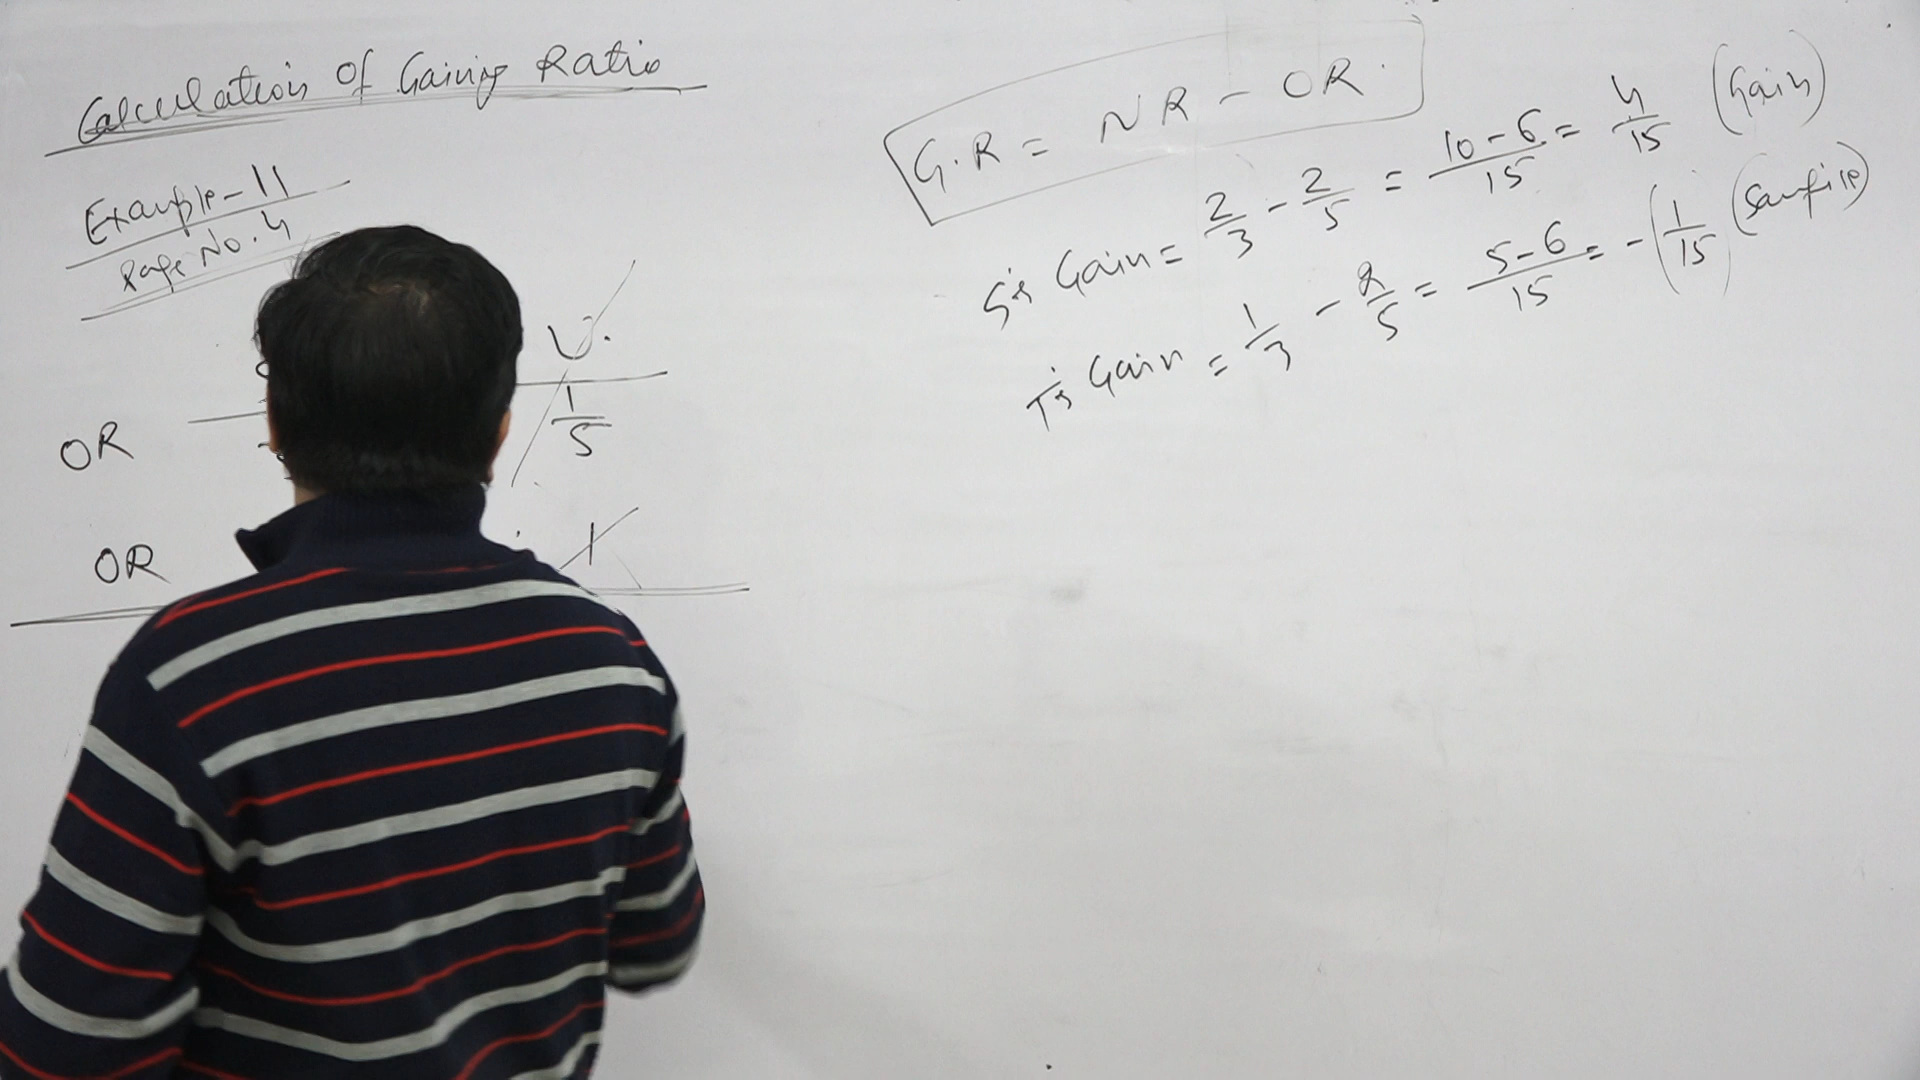 Calculation Of Gaining Ratio
Example-11
Page No. 4
U.
OR 1/5
OR 1
G.R = NR - OR
S's Gain = 2/3 - 2/5 = 10-6/15 = 4/15 (Gain)
T's Gain = 1/3 - 2/5 = 5-6/15 = -(1/15) (Sacrifice)